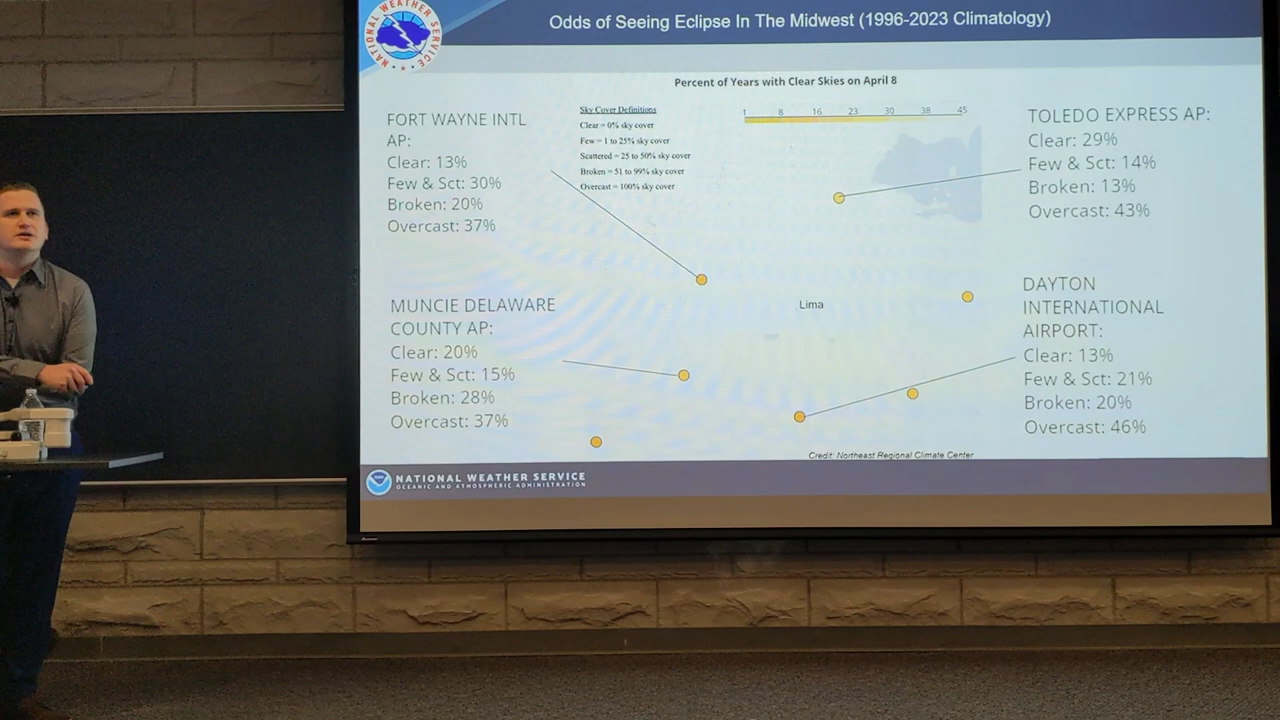 NATIONAL WEATHER SERVICE
Odds of Seeing Eclipse In The Midwest (1996-2023 Climatology)
Percent of Years with Clear Skies on April 8
FORT WAYNE INTL
AP:
Clear: 13%
Few & Sct: 30%
Broken: 20%
Overcast: 37%
Sky Cover Definitions
Clear = 0% sky cover
Few = 1 to 25% sky cover
Scattered = 25 to 50% sky cover
Broken = 51 to 99% sky cover
Overcast = 100% sky cover
1 8 16 23 30 38 45
TOLEDO EXPRESS AP:
Clear: 29%
Few & Sct: 14%
Broken: 13%
Overcast: 43%
MUNCIE DELAWARE
COUNTY AP:
Clear: 20%
Few & Sct: 15%
Broken: 28%
Overcast: 37%
Lima
DAYTON
INTERNATIONAL
AIRPORT:
Clear: 13%
Few & Sct: 21%
Broken: 20%
Overcast: 46%
Credit: Northeast Regional Climate Center
NATIONAL WEATHER SERVICE
OCEANIC AND ATMOSPHERIC ADMINISTRATION